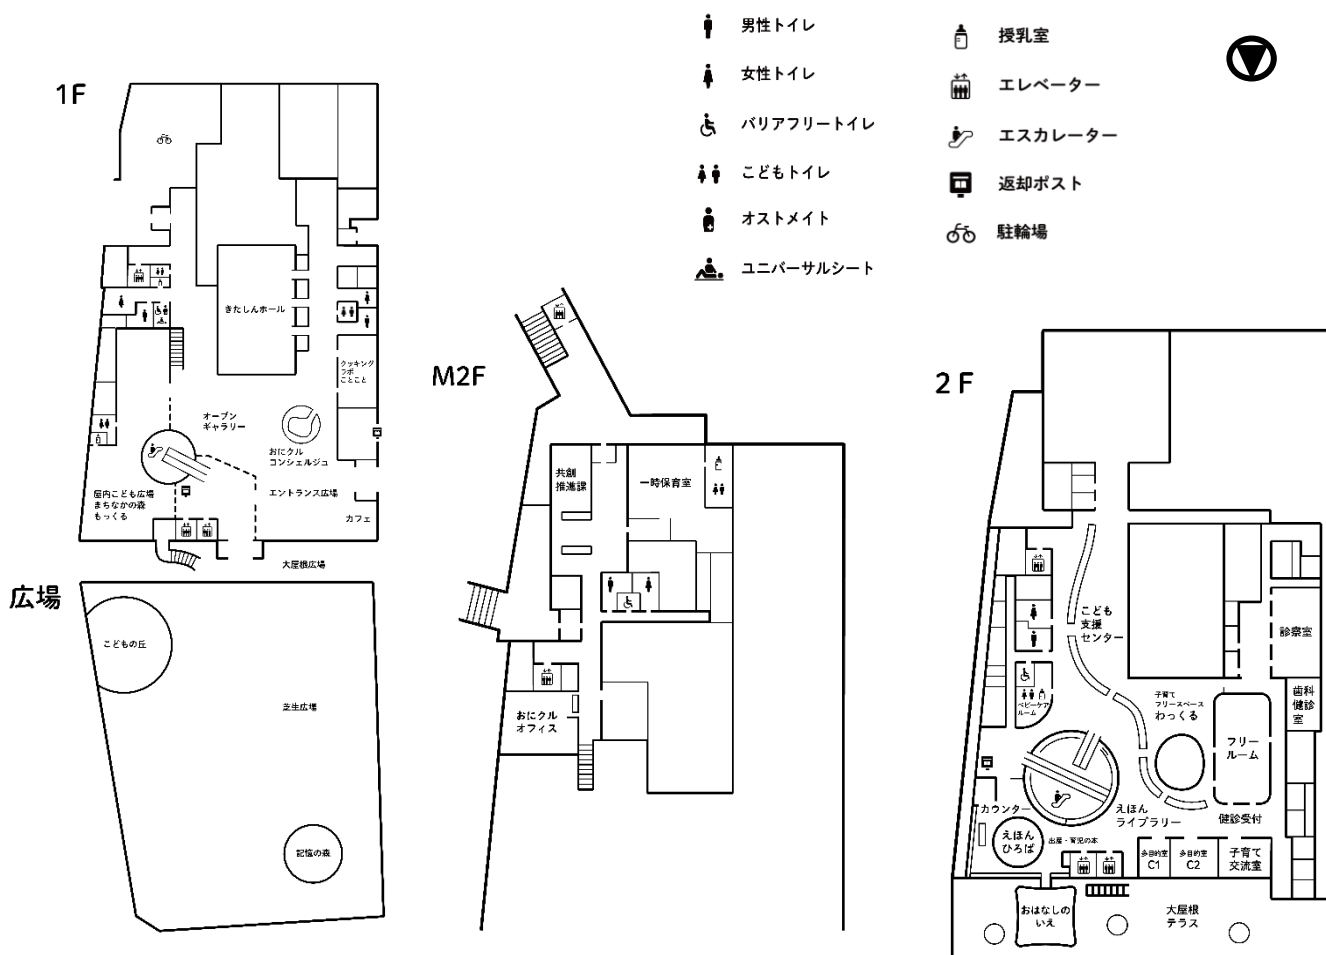 男性トイレ
女性トイレ
バリアフリートイレ
こどもトイレ
オストメイト
ユニバーサルシート
授乳室
エレベーター
エスカレーター
返却ポスト
駐輪場
1F
きたしんホール
クッキング
ラボ
ことこと
オープン
ギャラリー
おにクル
コンシェルジュ
屋内こども広場
まちなかの森
もっくる
エントランス広場
カフェ
大屋根広場
広場
こどもの丘
芝生広場
記憶の森
M2F
共創
推進課
一時保育室
おにクル
オフィス
2F
こども
支援
センター
診察室
歯科
健診
室
子育て
フリースペース
わっくる
フリー
ルーム
ベビーケア
ルーム
カウンター
えほん
ライブラリー
健診受付
えほん
ひろば
出産・育児の本
多目的室
C1
多目的室
C2
子育て
交流室
おはなしの
いえ
大屋根
テラス